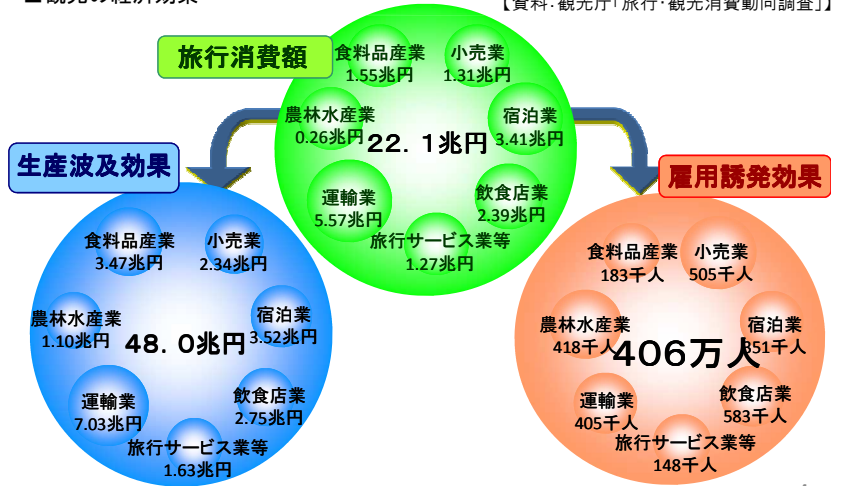 【資料:観光庁「旅行・観光消費動向調査」】
旅行消費額
食料品産業
1.55兆円
小売業
1.31兆円
農林水産業
0.26兆円
宿泊業
3.41兆円
22.1兆円
運輸業
5.57兆円
飲食店業
2.39兆円
旅行サービス業等
1.27兆円
生産波及効果
食料品産業
3.47兆円
小売業
2.34兆円
農林水産業
1.10兆円
宿泊業
3.52兆円
48.0兆円
運輸業
7.03兆円
飲食店業
2.75兆円
旅行サービス業等
1.63兆円
雇用誘発効果
食料品産業
183千人
小売業
505千人
農林水産業
418千人
宿泊業
351千人
406万人
運輸業
405千人
飲食店業
583千人
旅行サービス業等
148千人